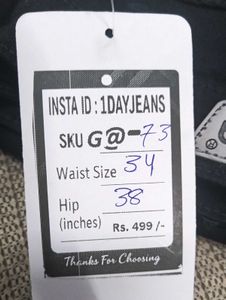 INSTA ID : 1DAYJEANS
SKU G@-73
Waist Size 34
Hip 38
(inches) Rs. 499 /-
Thanks For Choosing